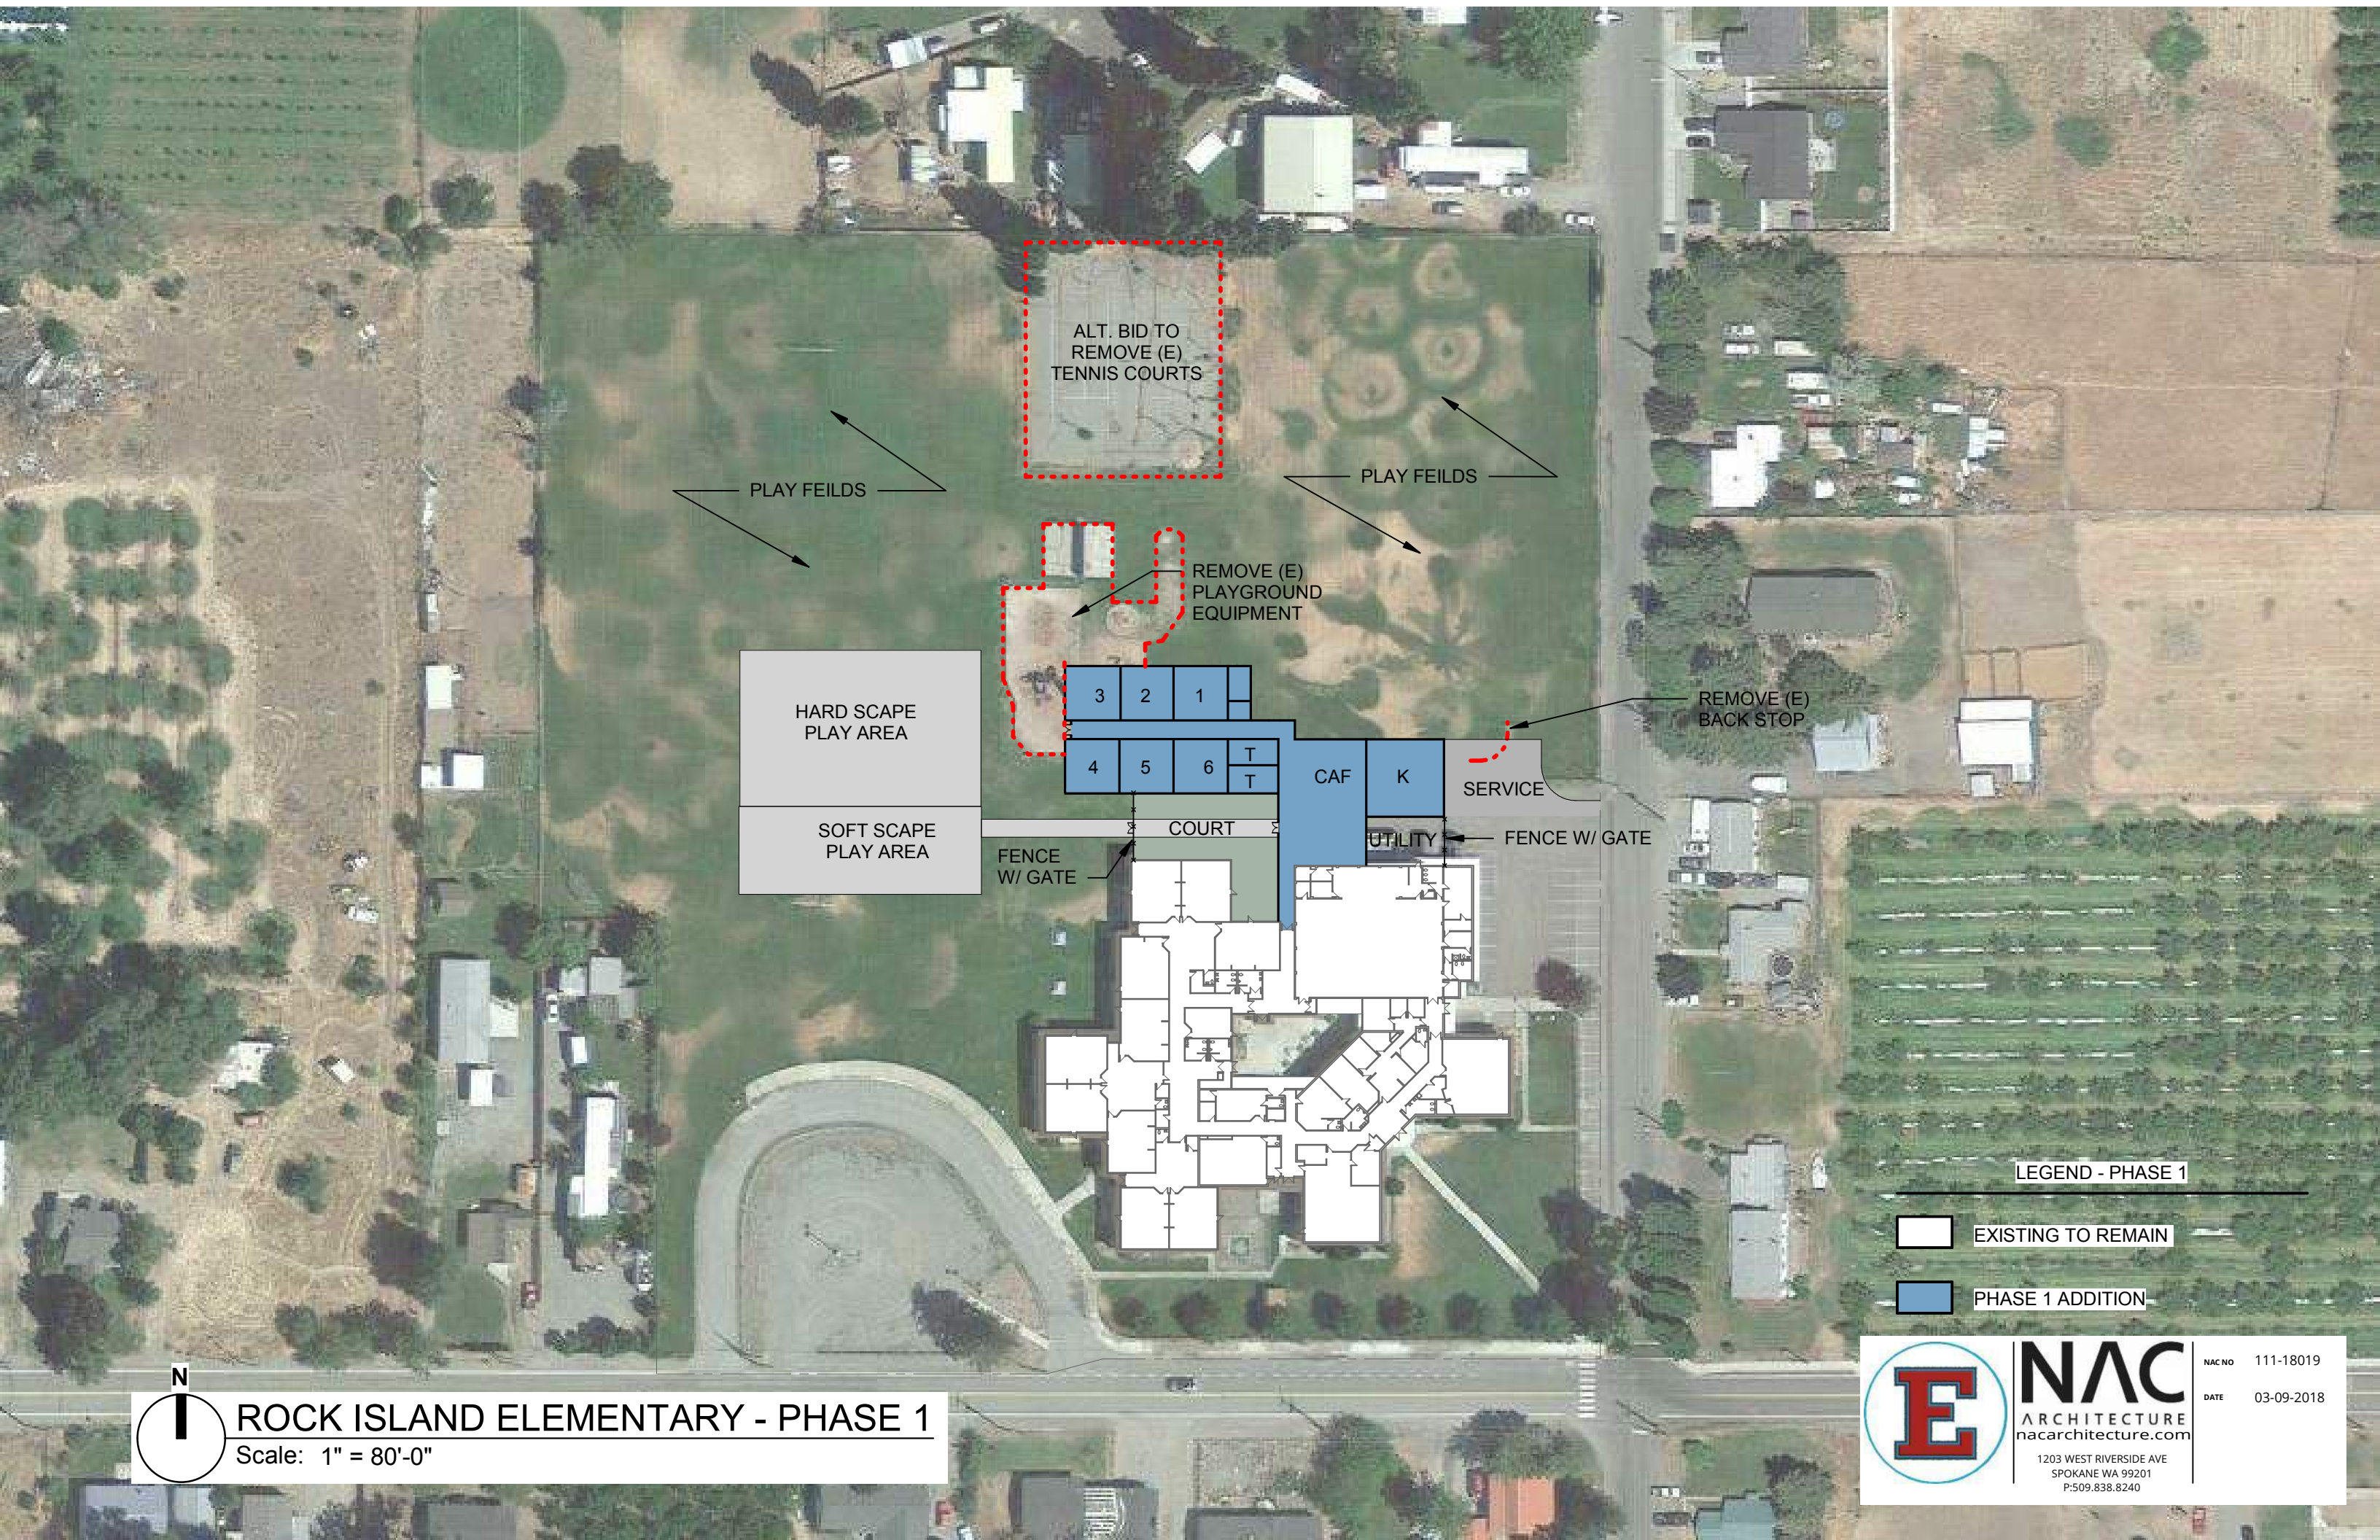 ALT. BID TO
REMOVE (E)
TENNIS COURTS
PLAY FEILDS
PLAY FEILDS
REMOVE (E)
PLAYGROUND
EQUIPMENT
HARD SCAPE
PLAY AREA
SOFT SCAPE
PLAY AREA
3
2
1
4
5
6
T
T
CAF
K
REMOVE (E)
BACK STOP
SERVICE
COURT
UTILITY
FENCE W/ GATE
FENCE
W/ GATE
LEGEND - PHASE 1
EXISTING TO REMAIN
PHASE 1 ADDITION
N
ROCK ISLAND ELEMENTARY - PHASE 1
Scale: 1" = 80'-0"
E
NAC
ARCHITECTURE
nacarchitecture.com
1203 WEST RIVERSIDE AVE
SPOKANE WA 99201
P:509.838.8240
NAC NO 111-18019
DATE 03-09-2018